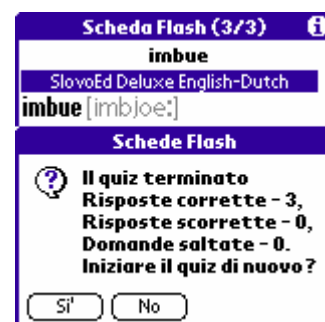 Scheda Flash (3/3) i
imbue
SlovoEd Deluxe English-Dutch
imbue [imbjoe:]
Schede Flash
Il quiz terminato
Risposte corrette - 3,
Risposte scorrette - 0,
Domande saltate - 0.
Iniziare il quiz di nuovo?
Si' No